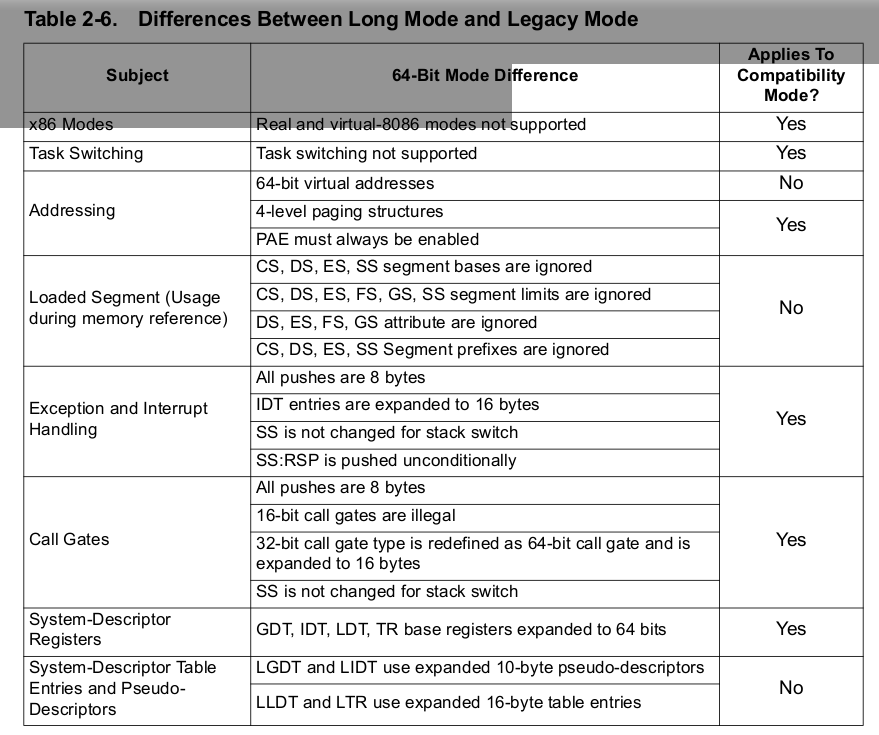 Table 2-6. Differences Between Long Mode and Legacy Mode
Subject
64-Bit Mode Difference
Applies To
Compatibility
Mode?
x86 Modes
Real and virtual-8086 modes not supported
Yes
Task Switching
Task switching not supported
Yes
Addressing
64-bit virtual addresses
No
4-level paging structures
PAE must always be enabled
Yes
Loaded Segment (Usage
during memory reference)
CS, DS, ES, SS segment bases are ignored
CS, DS, ES, FS, GS, SS segment limits are ignored
DS, ES, FS, GS attribute are ignored
CS, DS, ES, SS Segment prefixes are ignored
No
Exception and Interrupt
Handling
All pushes are 8 bytes
IDT entries are expanded to 16 bytes
SS is not changed for stack switch
SS:RSP is pushed unconditionally
Yes
Call Gates
All pushes are 8 bytes
16-bit call gates are illegal
32-bit call gate type is redefined as 64-bit call gate and is
expanded to 16 bytes
SS is not changed for stack switch
Yes
System-Descriptor
Registers
GDT, IDT, LDT, TR base registers expanded to 64 bits
Yes
System-Descriptor Table
Entries and Pseudo-
Descriptors
LGDT and LIDT use expanded 10-byte pseudo-descriptors
LLDT and LTR use expanded 16-byte table entries
No